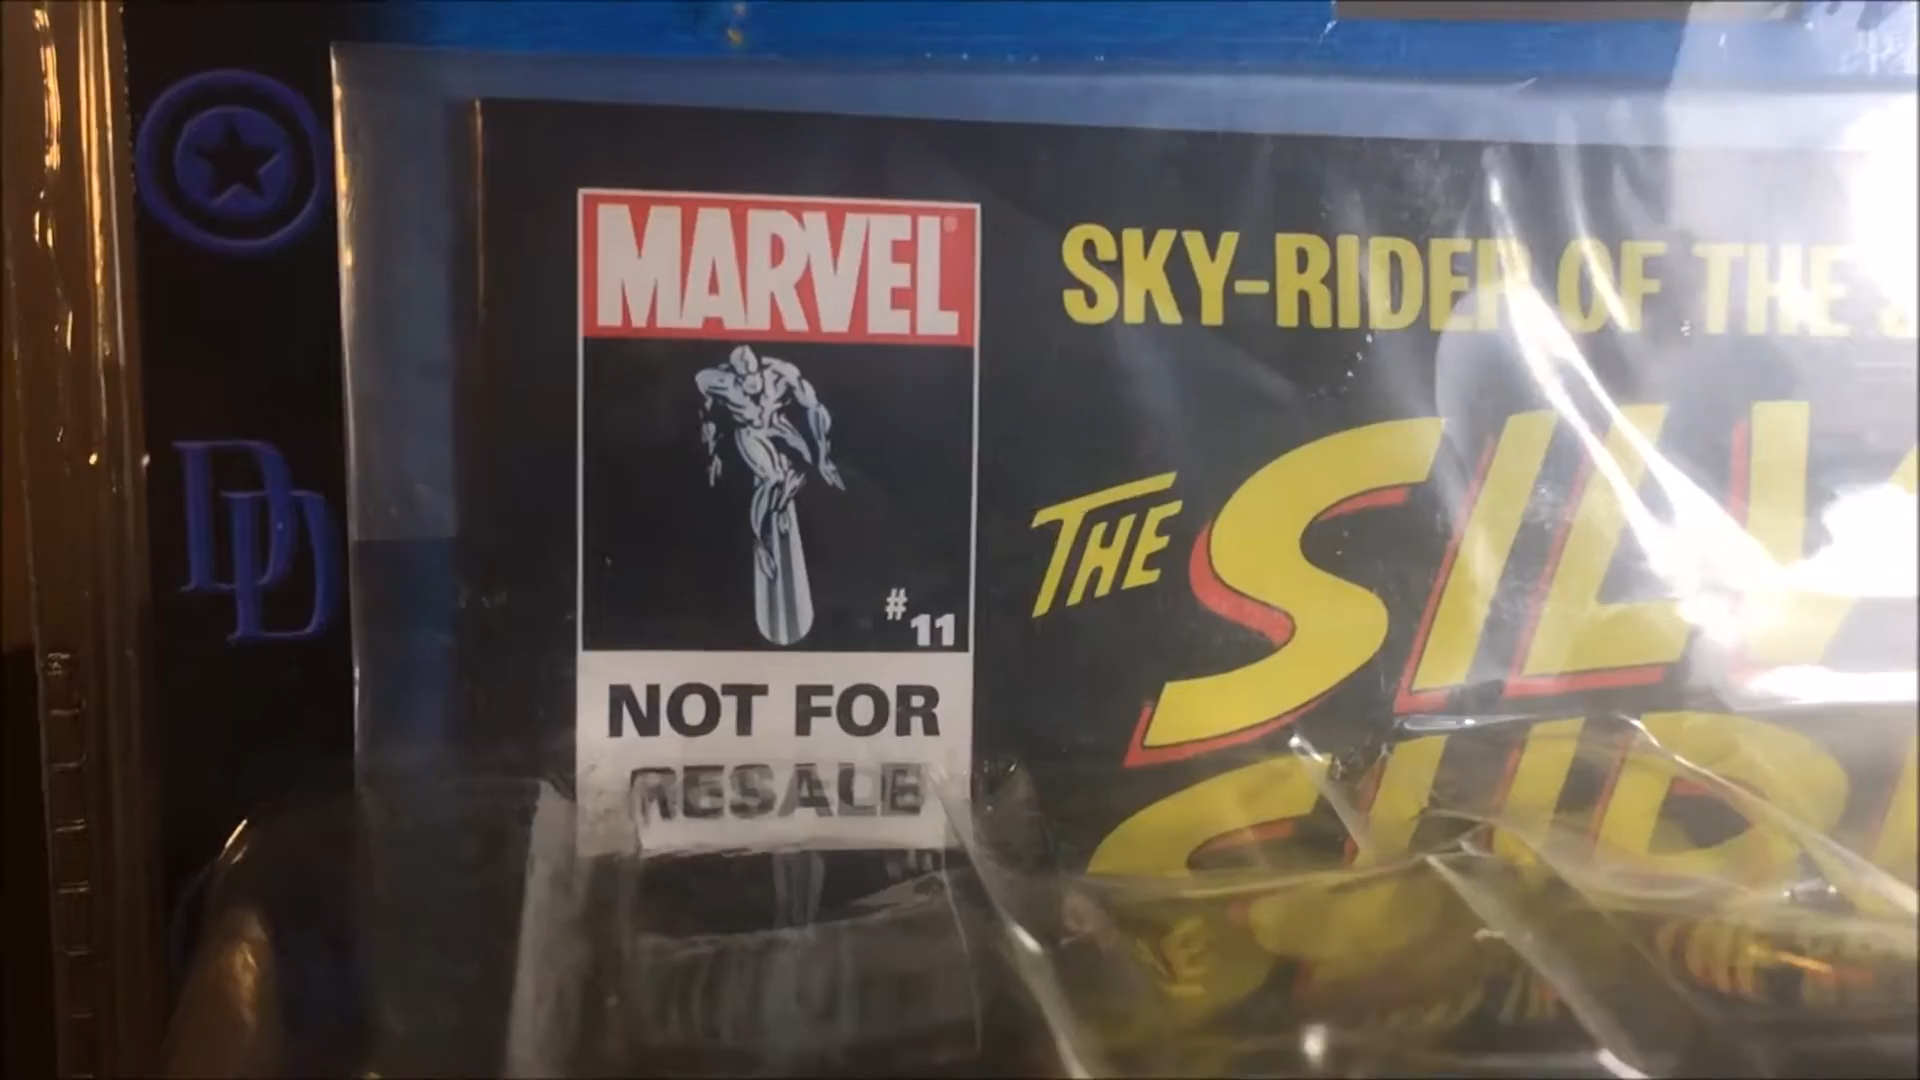 MARVEL®
SKY-RIDER OF THE
THE
#11
NOT FOR
RESALE
DD